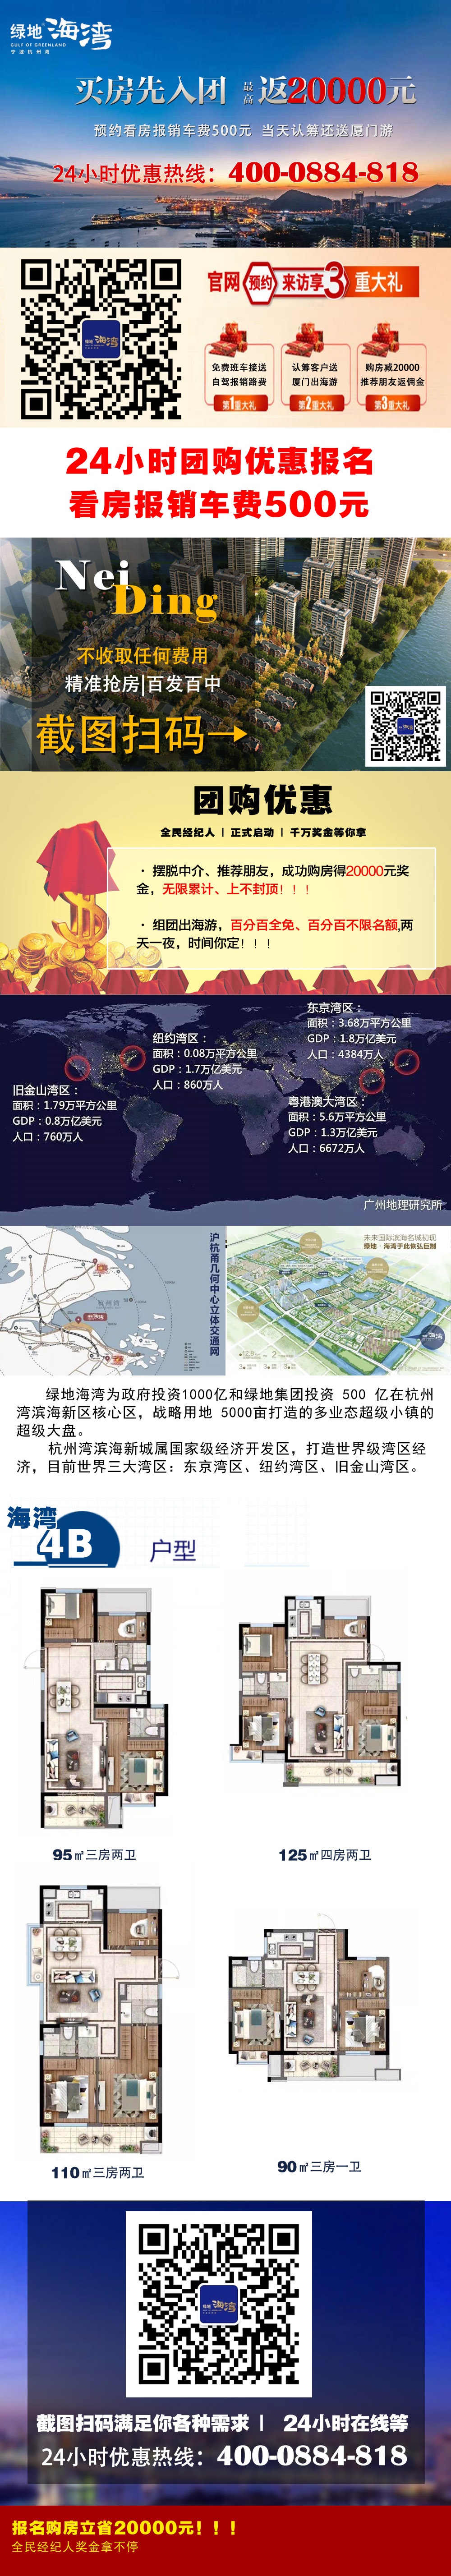 绿地 海湾
GULF OF GREENLAND
宁波杭州湾
买房先入团 最高 返20000元
预约看房报销车费500元 当天认筹还送厦门游
24小时优惠热线：400-0884-818
绿地 海湾
官网 预约 来访享3重大礼
免费班车接送
自驾报销路费
第1重大礼
认筹客户送
厦门出海游
第2重大礼
购房减20000
推荐朋友返佣金
第3重大礼
24小时团购优惠报名
看房报销车费500元
Nei
Ding
不收取任何费用
精准抢房|百发百中
截图扫码→
团购优惠
全民经纪人 | 正式启动 | 千万奖金等你拿
· 摆脱中介、推荐朋友，成功购房得20000元奖
金，无限累计、上不封顶！！！
· 组团出海游，百分百全免、百分百不限名额,两
天一夜，时间你定！！！
东京湾区：
面积：3.68万平方公里
GDP：1.8万亿美元
人口：4384万人
纽约湾区：
面积：0.08万平方公里
GDP：1.7万亿美元
人口：860万人
旧金山湾区：
面积：1.79万平方公里
GDP：0.8万亿美元
人口：760万人
粤港澳大湾区：
面积：5.6万平方公里
GDP：1.3万亿美元
人口：6672万人
广州地理研究所
沪杭甬几何中心立体交通网
杭州湾
未来国际滨海名城初现
绿地·海湾于此恢弘巨制
绿地海湾为政府投资1000亿和绿地集团投资 500 亿在杭州
湾滨海新区核心区，战略用地 5000亩打造的多业态超级小镇的
超级大盘。
杭州湾滨海新城属国家级经济开发区，打造世界级湾区经
济，目前世界三大湾区：东京湾区、纽约湾区、旧金山湾区。
海湾
4B
户型
95㎡三房两卫
125㎡四房两卫
110㎡三房两卫
90㎡三房一卫
绿地 海湾
截图扫码满足你各种需求 | 24小时在线等
24小时优惠热线：400-0884-818
报名购房立省20000元！！！
全民经纪人奖金拿不停